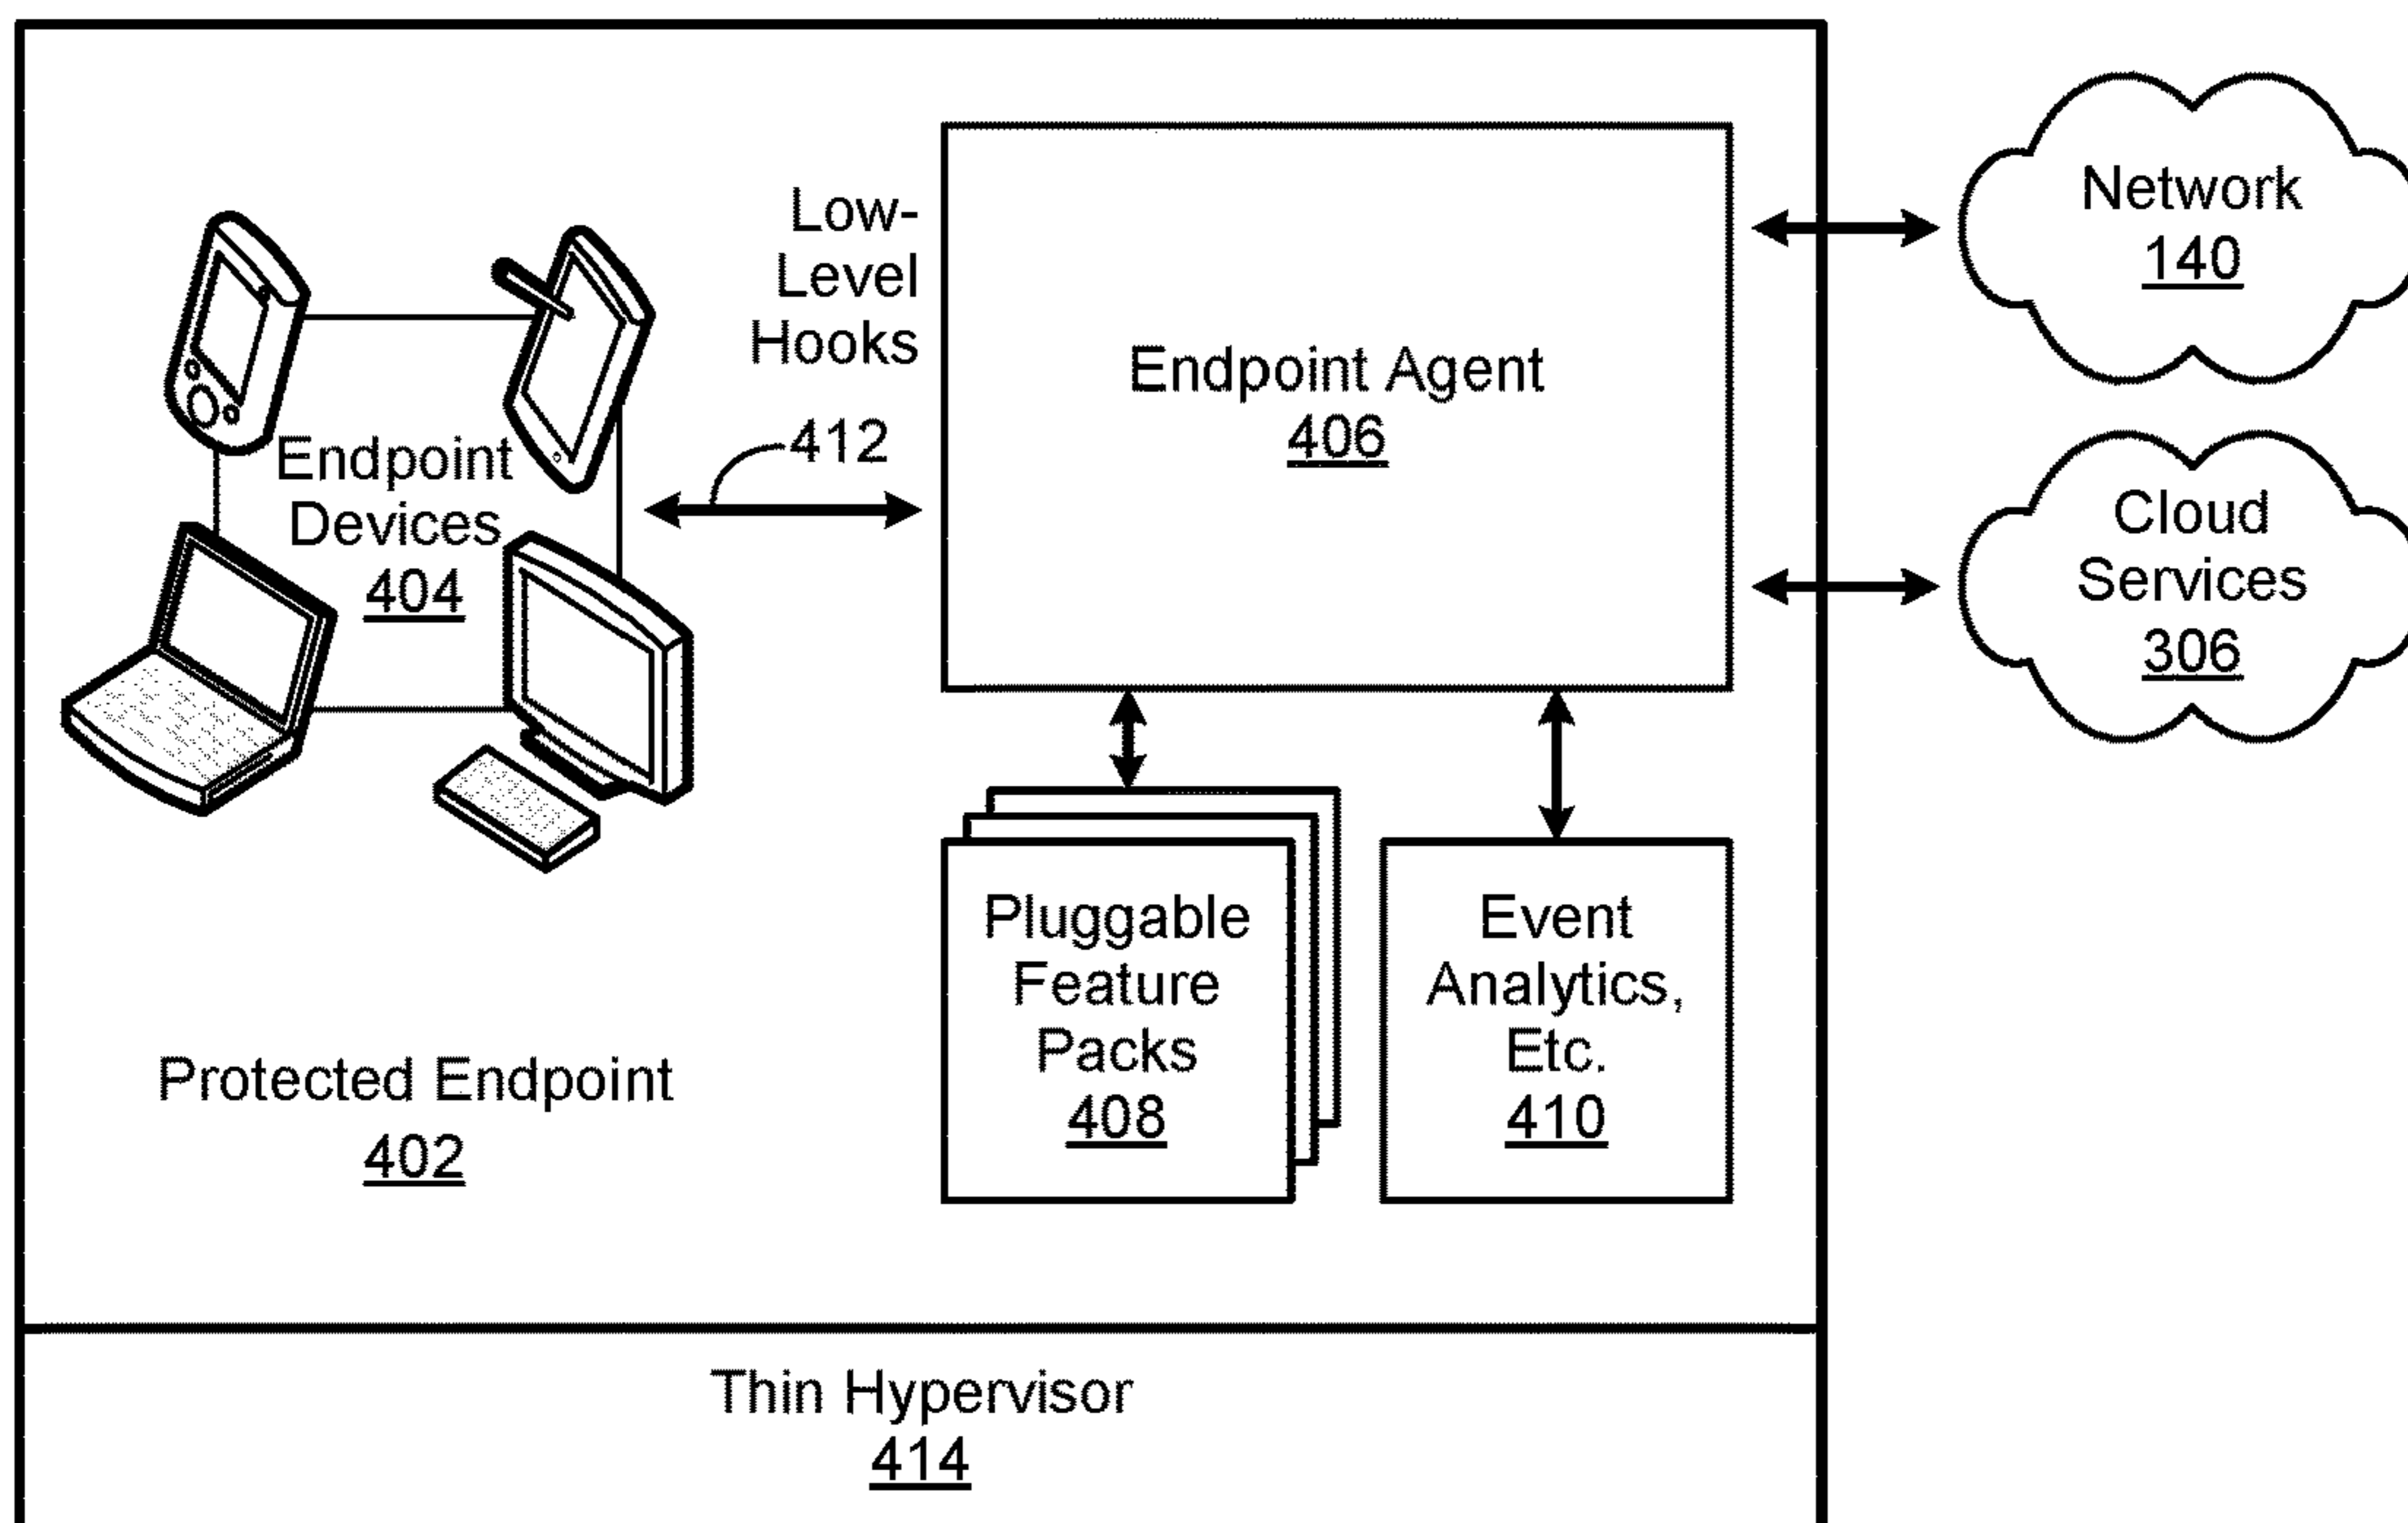 Low-
Level
Hooks
412
Endpoint
Devices
404
Endpoint Agent
406
Network
140
Cloud
Services
306
Pluggable
Feature
Packs
408
Event
Analytics,
Etc.
410
Protected Endpoint
402
Thin Hypervisor
414